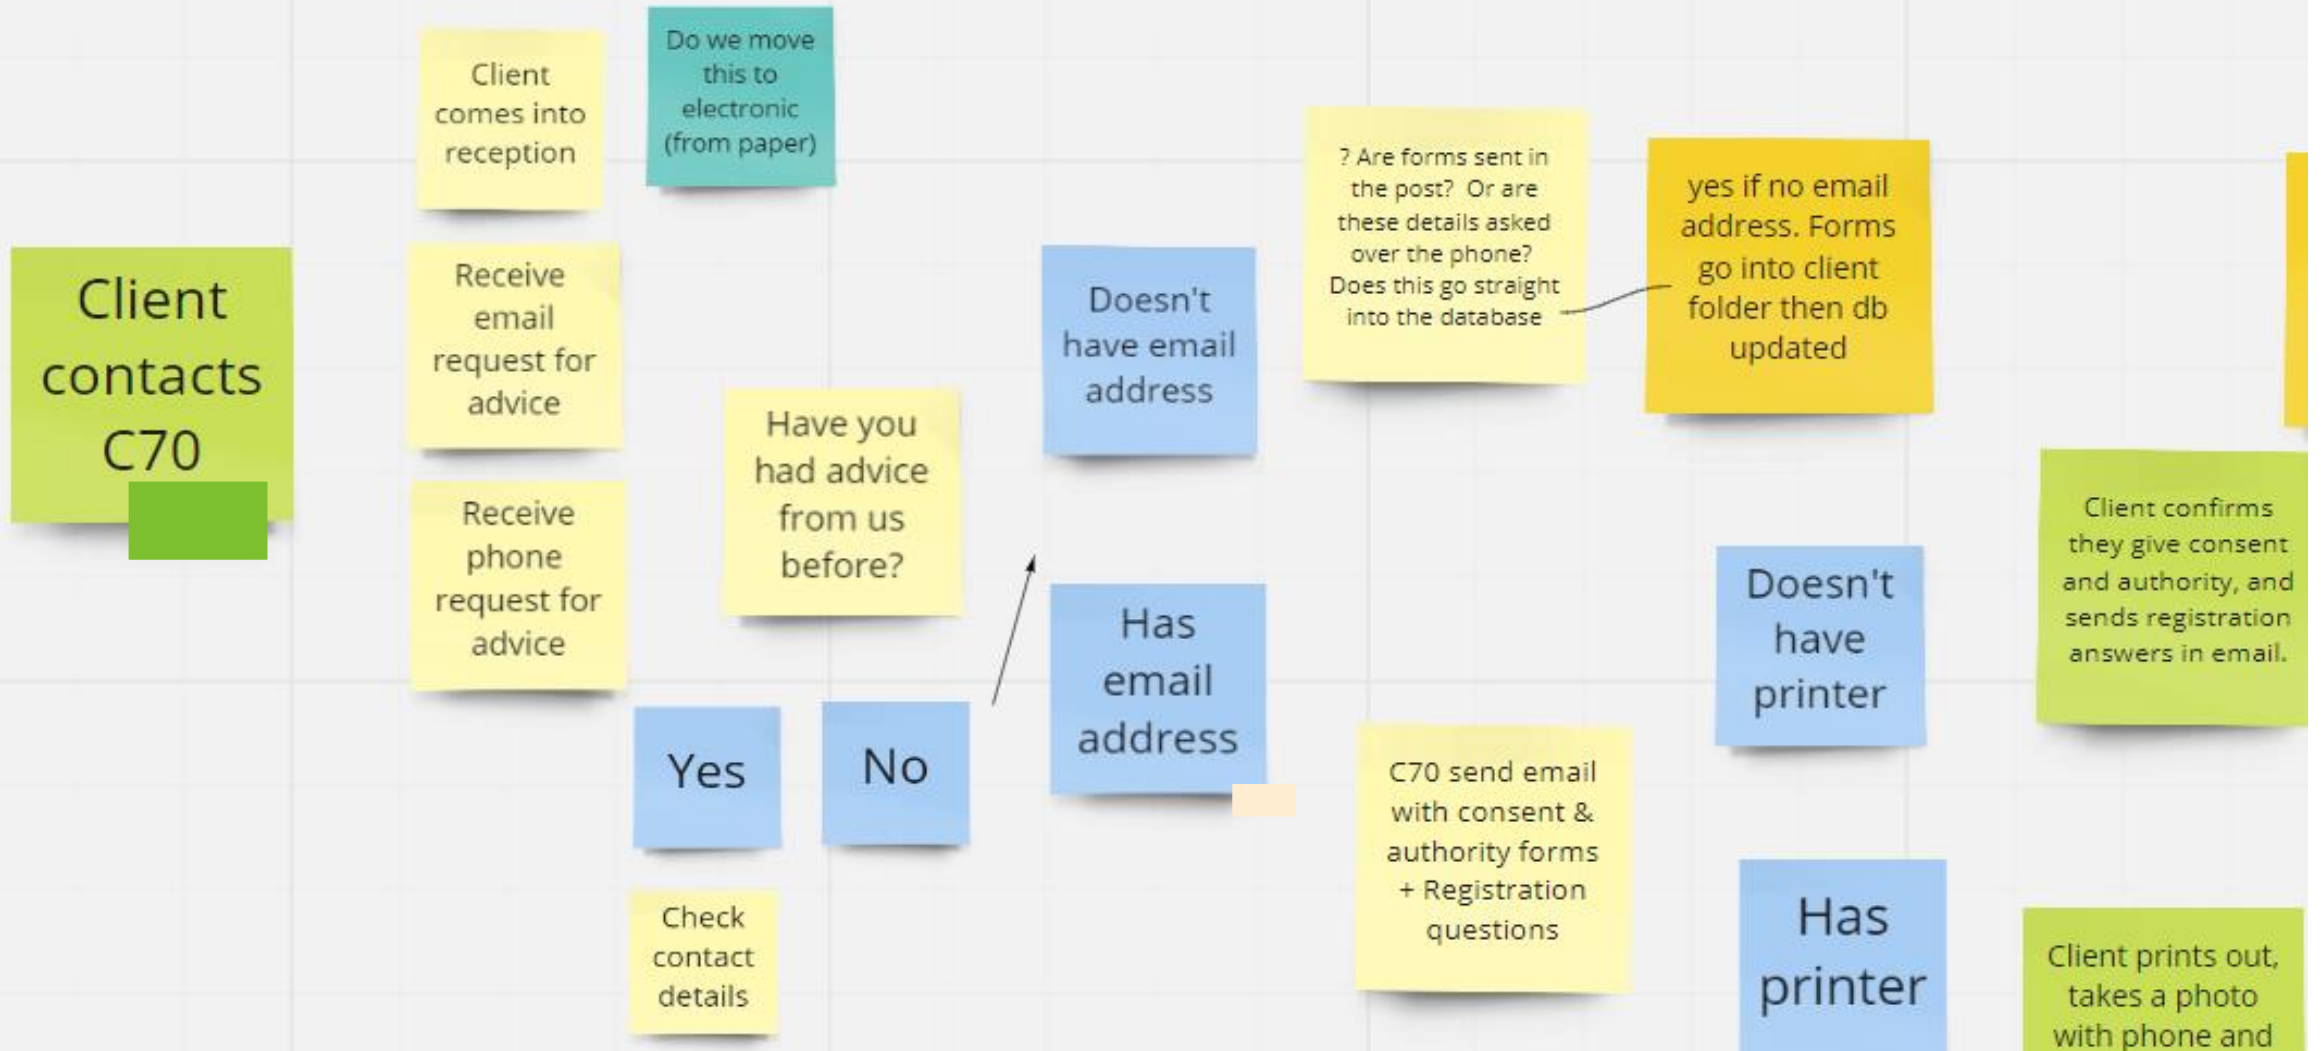 Client
contacts
C70
Client
comes into
reception
Do we move
this to
electronic
(from paper)
Receive
email
request for
advice
Receive
phone
request for
advice
Have you
had advice
from us
before?
Yes
No
Check
contact
details
Doesn't
have email
address
Has
email
address
? Are forms sent in
the post? Or are
these details asked
over the phone?
Does this go straight
into the database
yes if no email
address. Forms
go into client
folder then db
updated
C70 send email
with consent &
authority forms
+ Registration
questions
Doesn't
have
printer
Has
printer
Client confirms
they give consent
and authority, and
sends registration
answers in email.
Client prints out,
takes a photo
with phone and